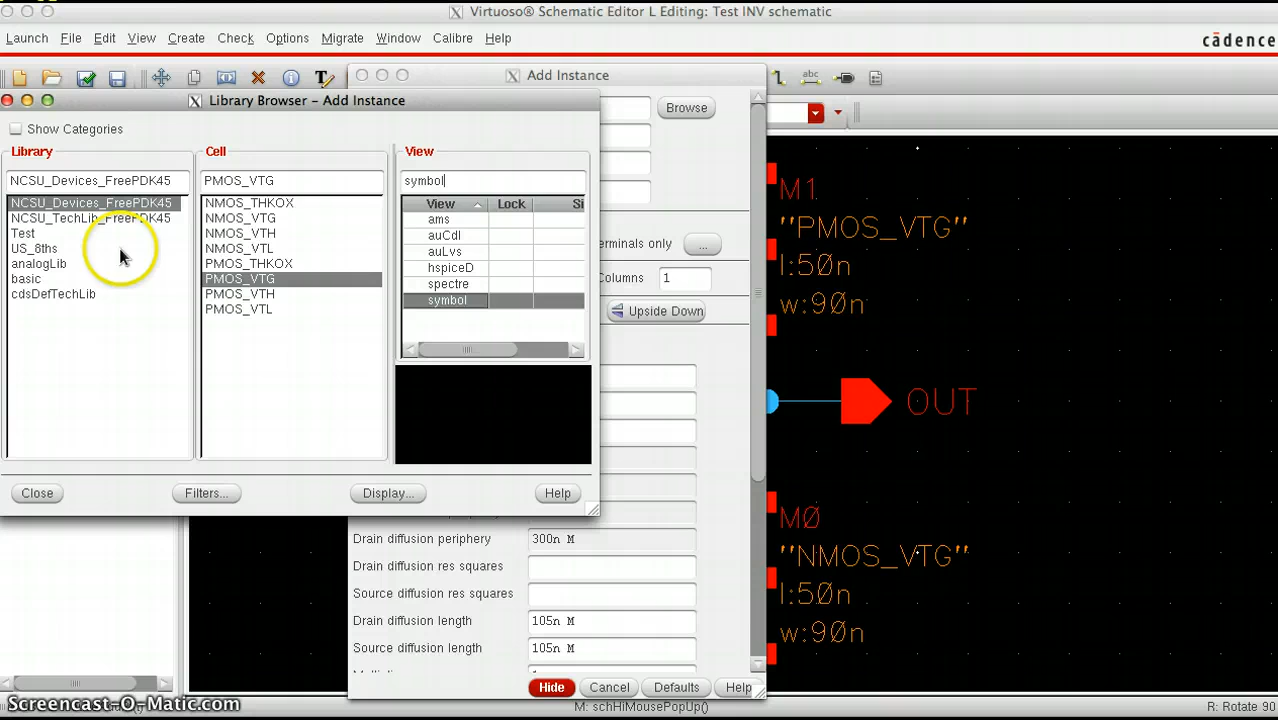 Virtuoso® Schematic Editor L Editing: Test INV schematic
Launch File Edit View Create Check Options Migrate Window Calibre Help
cādence
Add Instance
abc
Library Browser - Add Instance
Browse
Show Categories
Library Cell View
NCSU_Devices_FreePDK45 PMOS_VTG symbol
NCSU_Devices_FreePDK45
NCSU_TechLib_FreePDK45
Test
US_8ths
analogLib
basic
cdsDefTechLib
NMOS_THKOX
NMOS_VTG
NMOS_VTH
NMOS_VTL
PMOS_THKOX
PMOS_VTG
PMOS_VTH
PMOS_VTL
View Lock Si
ams
auCdl
auLvs
hspiceD
spectre
symbol
Close Filters... Display... Help
erminals only ...
Columns 1
Upside Down
Drain diffusion periphery 300n M
Drain diffusion res squares
Source diffusion res squares
Drain diffusion length 105n M
Source diffusion length 105n M
Hide Cancel Defaults Help
M1
"PMOS_VTG"
l:50n
w:90n
OUT
M0
"NMOS_VTG"
l:50n
w:90n
Screencast-O-Matic.com
M: schHiMousePopUp()
R: Rotate 90